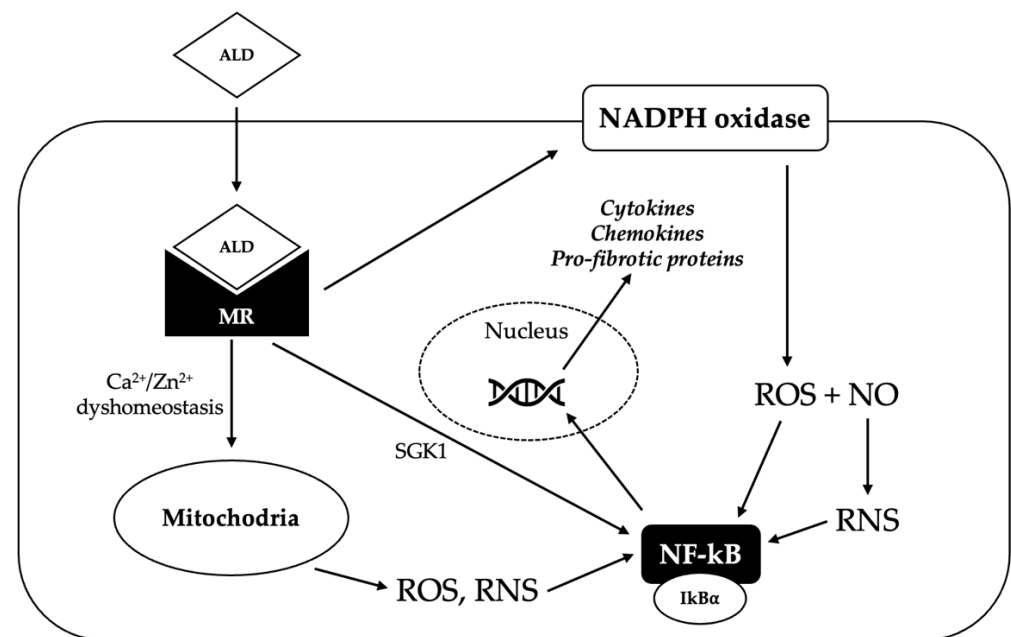 ALD
NADPH oxidase
Cytokines
Chemokines
Pro-fibrotic proteins
ALD
MR
Nucleus
Ca²⁺/Zn²⁺
dyshomeostasis
ROS + NO
SGK1
Mitochodria
RNS
NF-kB
ROS, RNS
IkBα